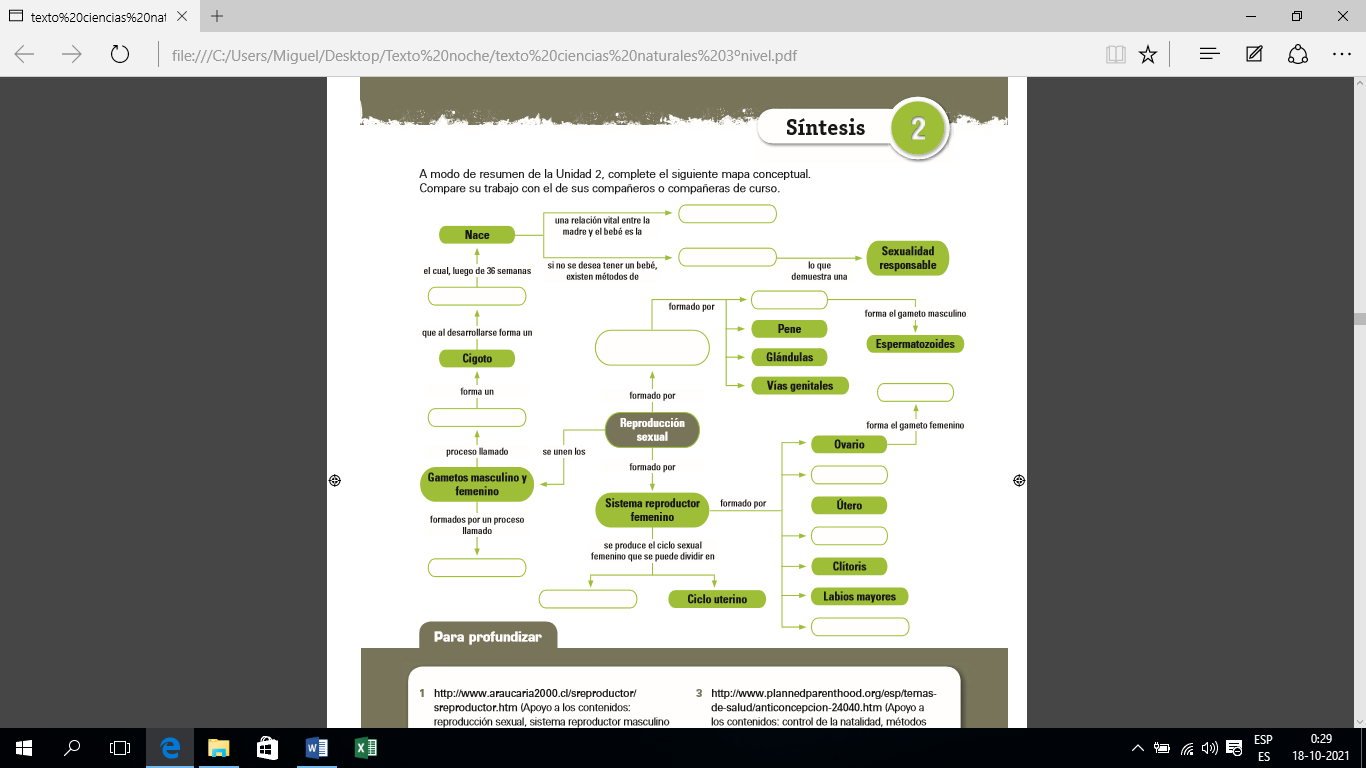 texto%20ciencias%20nat
file:///C:/Users/Miguel/Desktop/Texto%20noche/texto%20ciencias%20naturales%203ºnivel.pdf
Síntesis
2
A modo de resumen de la Unidad 2, complete el siguiente mapa conceptual.
Compare su trabajo con el de sus compañeros o compañeras de curso.
una relación vital entre la
madre y el bebé es la
Nace
si no se desea tener un bebé,
existen métodos de
lo que
demuestra una
Sexualidad
responsable
el cual, luego de 36 semanas
que al desarrollarse forma un
Cigoto
forma un
proceso llamado
Gametos masculino y
femenino
formados por un proceso
llamado
se unen los
formado por
Pene
Glándulas
Vías genitales
forma el gameto masculino
Espermatozoides
formado por
Reproducción
sexual
formado por
Sistema reproductor
femenino
formado por
forma el gameto femenino
Ovario
Útero
Clítoris
Labios mayores
se produce el ciclo sexual
femenino que se puede dividir en
Ciclo uterino
Para profundizar
1 http://www.araucaria2000.cl/sreproductor/
sreproductor.htm (Apoyo a los contenidos:
reproducción sexual, sistema reproductor masculino
3 http://www.plannedparenthood.org/esp/temas-
de-salud/anticoncepcion-24040.htm (Apoyo a
los contenidos: control de la natalidad, métodos
ESP
ES
0:29
18-10-2021